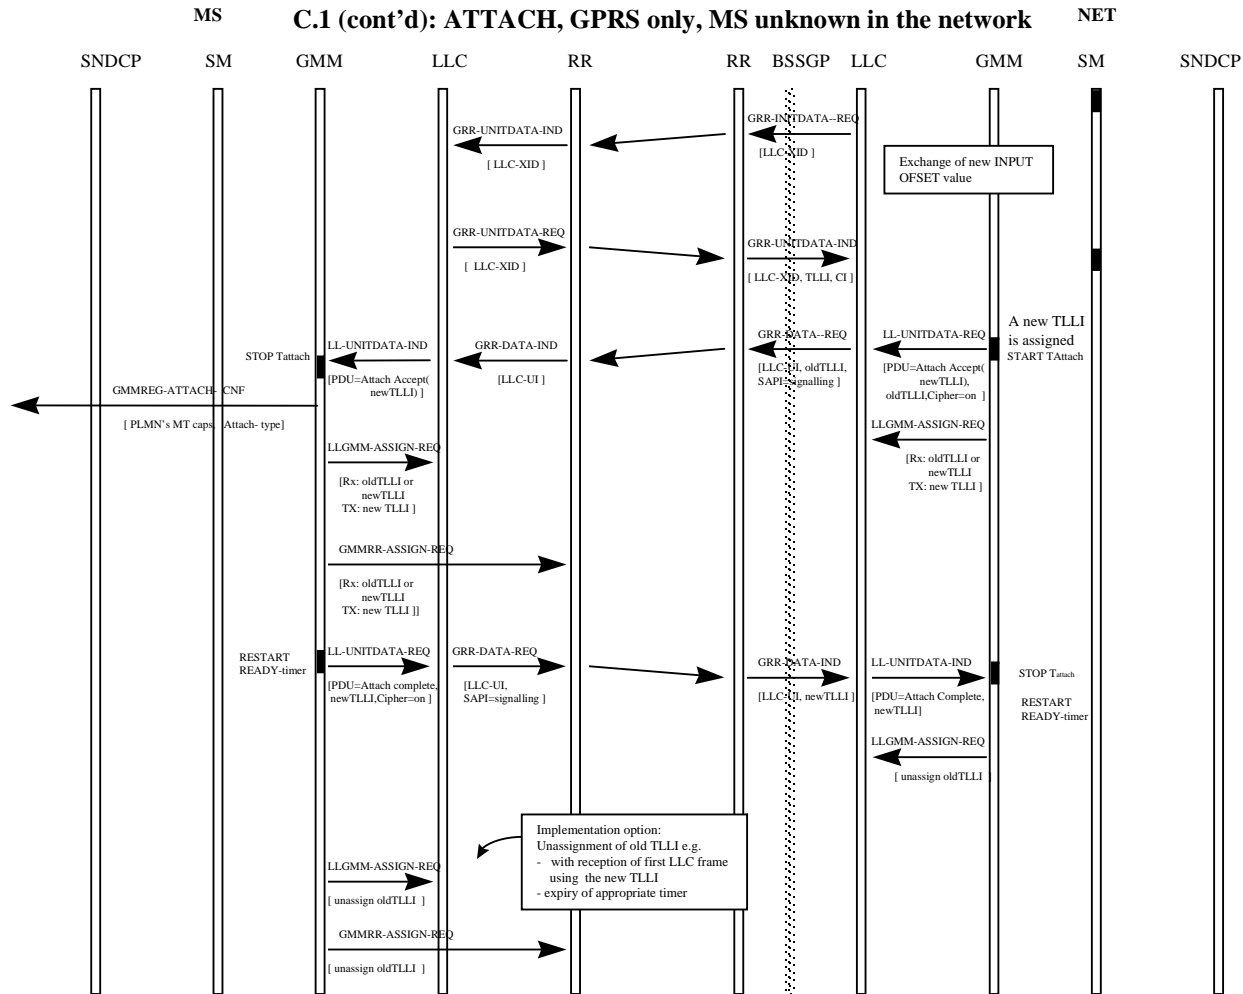 MS
C.1 (cont'd): ATTACH, GPRS only, MS unknown in the network
NET
SNDCP SM GMM LLC RR RR BSSGP LLC GMM SM SNDCP
GRR-UNITDATA-IND
[ LLC-XID ]
GRR-INITDATA--REQ
[LLC-XID ]
Exchange of new INPUT
OFSET value
GRR-UNITDATA-REQ
[ LLC-XID ]
GRR-UNITDATA-IND
[ LLC-XID, TLLI, CI ]
A new TLLI
is assigned
START TAttach
STOP Tattach
LL-UNITDATA-IND
[PDU=Attach Accept(
newTLLI) ]
GRR-DATA-IND
[LLC-UI ]
GRR-DATA--REQ
[LLC-UI, oldTLLI,
SAPI=signalling ]
LL-UNITDATA-REQ
[PDU=Attach Accept(
newTLLI),
oldTLLI,Cipher=on ]
GMMREG-ATTACH- CNF
[ PLMN's MT caps, Attach- type]
LLGMM-ASSIGN-REQ
[Rx: oldTLLI or
newTLLI
TX: new TLLI ]
LLGMM-ASSIGN-REQ
[Rx: oldTLLI or
newTLLI
TX: new TLLI ]
GMMRR-ASSIGN-REQ
[Rx: oldTLLI or
newTLLI
TX: new TLLI ]]
RESTART
READY-timer
LL-UNITDATA-REQ
[PDU=Attach complete,
newTLLI,Cipher=on ]
GRR-DATA-REQ
[LLC-UI,
SAPI=signalling ]
GRR-DATA-IND
[LLC-UI, newTLLI ]
LL-UNITDATA-IND
[PDU=Attach Complete,
newTLLI]
STOP Tattach
RESTART
READY-timer
LLGMM-ASSIGN-REQ
[ unassign oldTLLI ]
Implementation option:
Unassignment of old TLLI e.g.
- with reception of first LLC frame
using the new TLLI
- expiry of appropriate timer
LLGMM-ASSIGN-REQ
[ unassign oldTLLI ]
GMMRR-ASSIGN-REQ
[ unassign oldTLLI ]